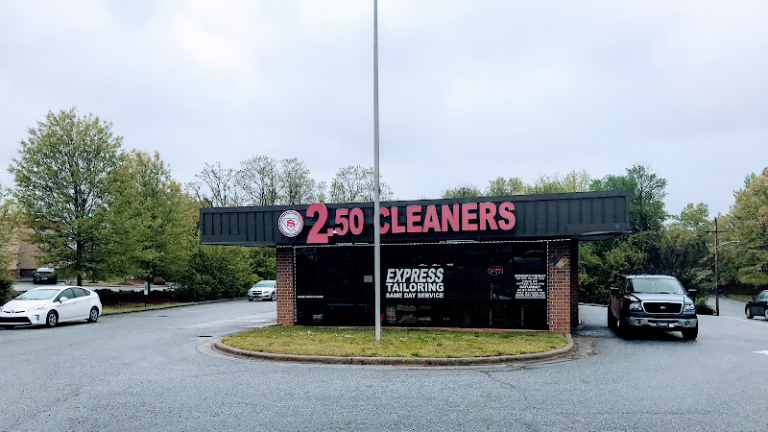 2.50 CLEANERS
EXPRESS
TAILORING
SAME DAY SERVICE
OPEN